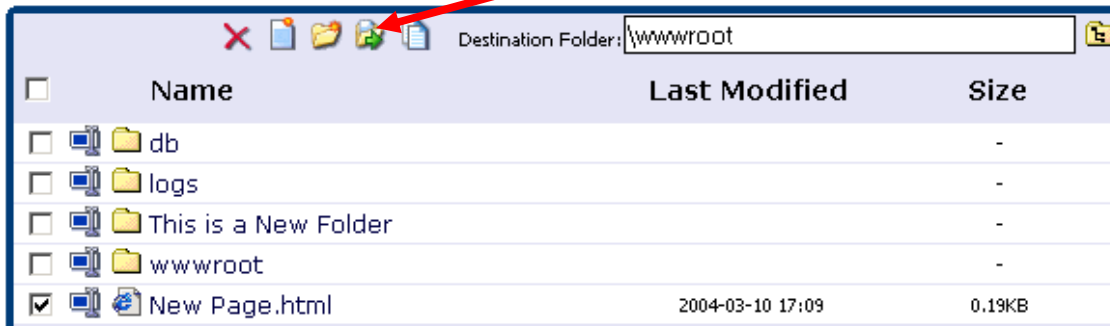 Destination Folder: \wwwroot
Name Last Modified Size
db -
logs -
This is a New Folder -
wwwroot -
New Page.html 2004-03-10 17:09 0.19KB